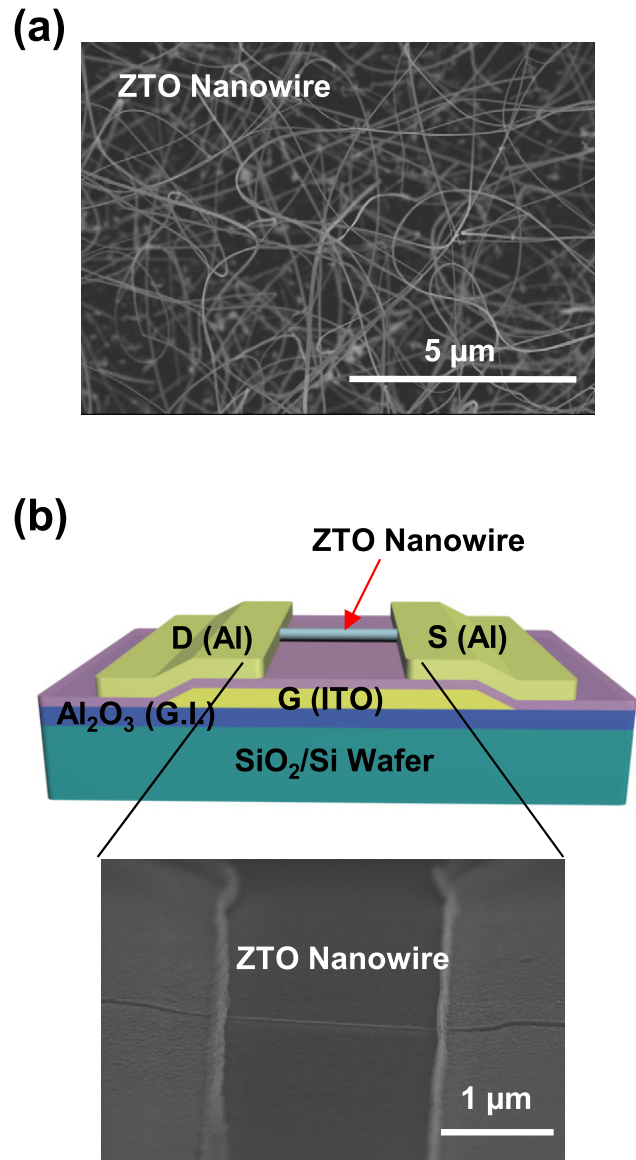 (a)
ZTO Nanowire
5 µm
(b)
ZTO Nanowire
D (Al)
S (Al)
G (ITO)
Al₂O₃ (G.I.)
SiO₂/Si Wafer
ZTO Nanowire
1 µm